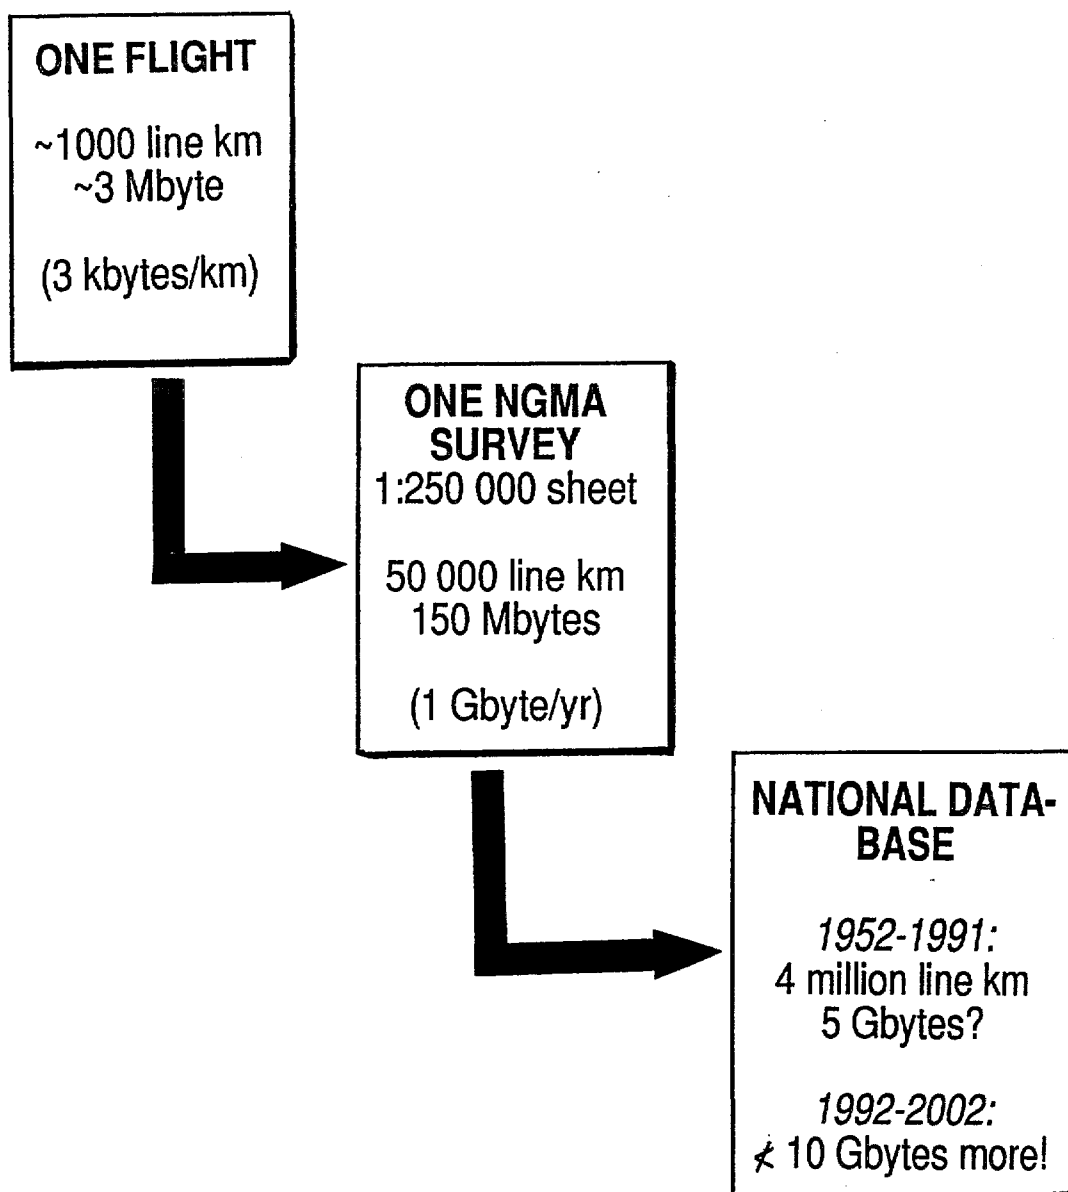 ONE FLIGHT
~1000 line km
~3 Mbyte
(3 kbytes/km)
ONE NGMA
SURVEY
1:250 000 sheet
50 000 line km
150 Mbytes
(1 Gbyte/yr)
NATIONAL DATA-
BASE
1952-1991:
4 million line km
5 Gbytes?
1992-2002:
≮ 10 Gbytes more!